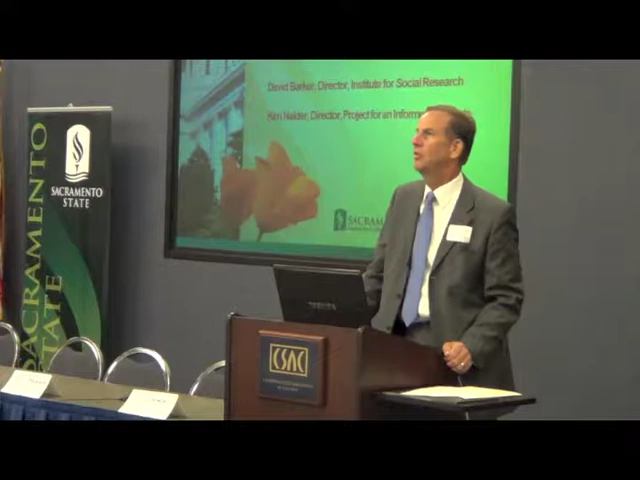 David Barker, Director, Institute for Social Research
Kim Nalder, Director, Project for an Inform
SACRAM
SACRAMENTO
STATE
SACRAMENTO
STATE
TOSHIBA
CSAC